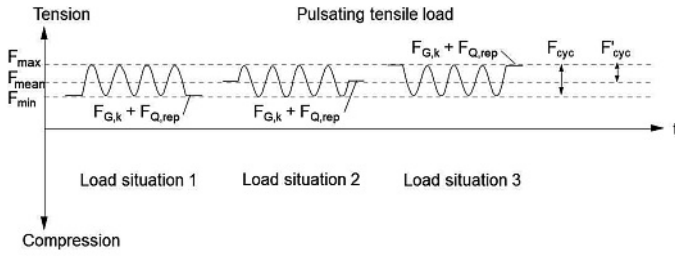 Tension
Pulsating tensile load
F_max
F_mean
F_min
F_G,k + F_Q,rep
F_G,k + F_Q,rep
F_G,k + F_Q,rep
F_cyc
F'_cyc
t
Load situation 1
Load situation 2
Load situation 3
Compression